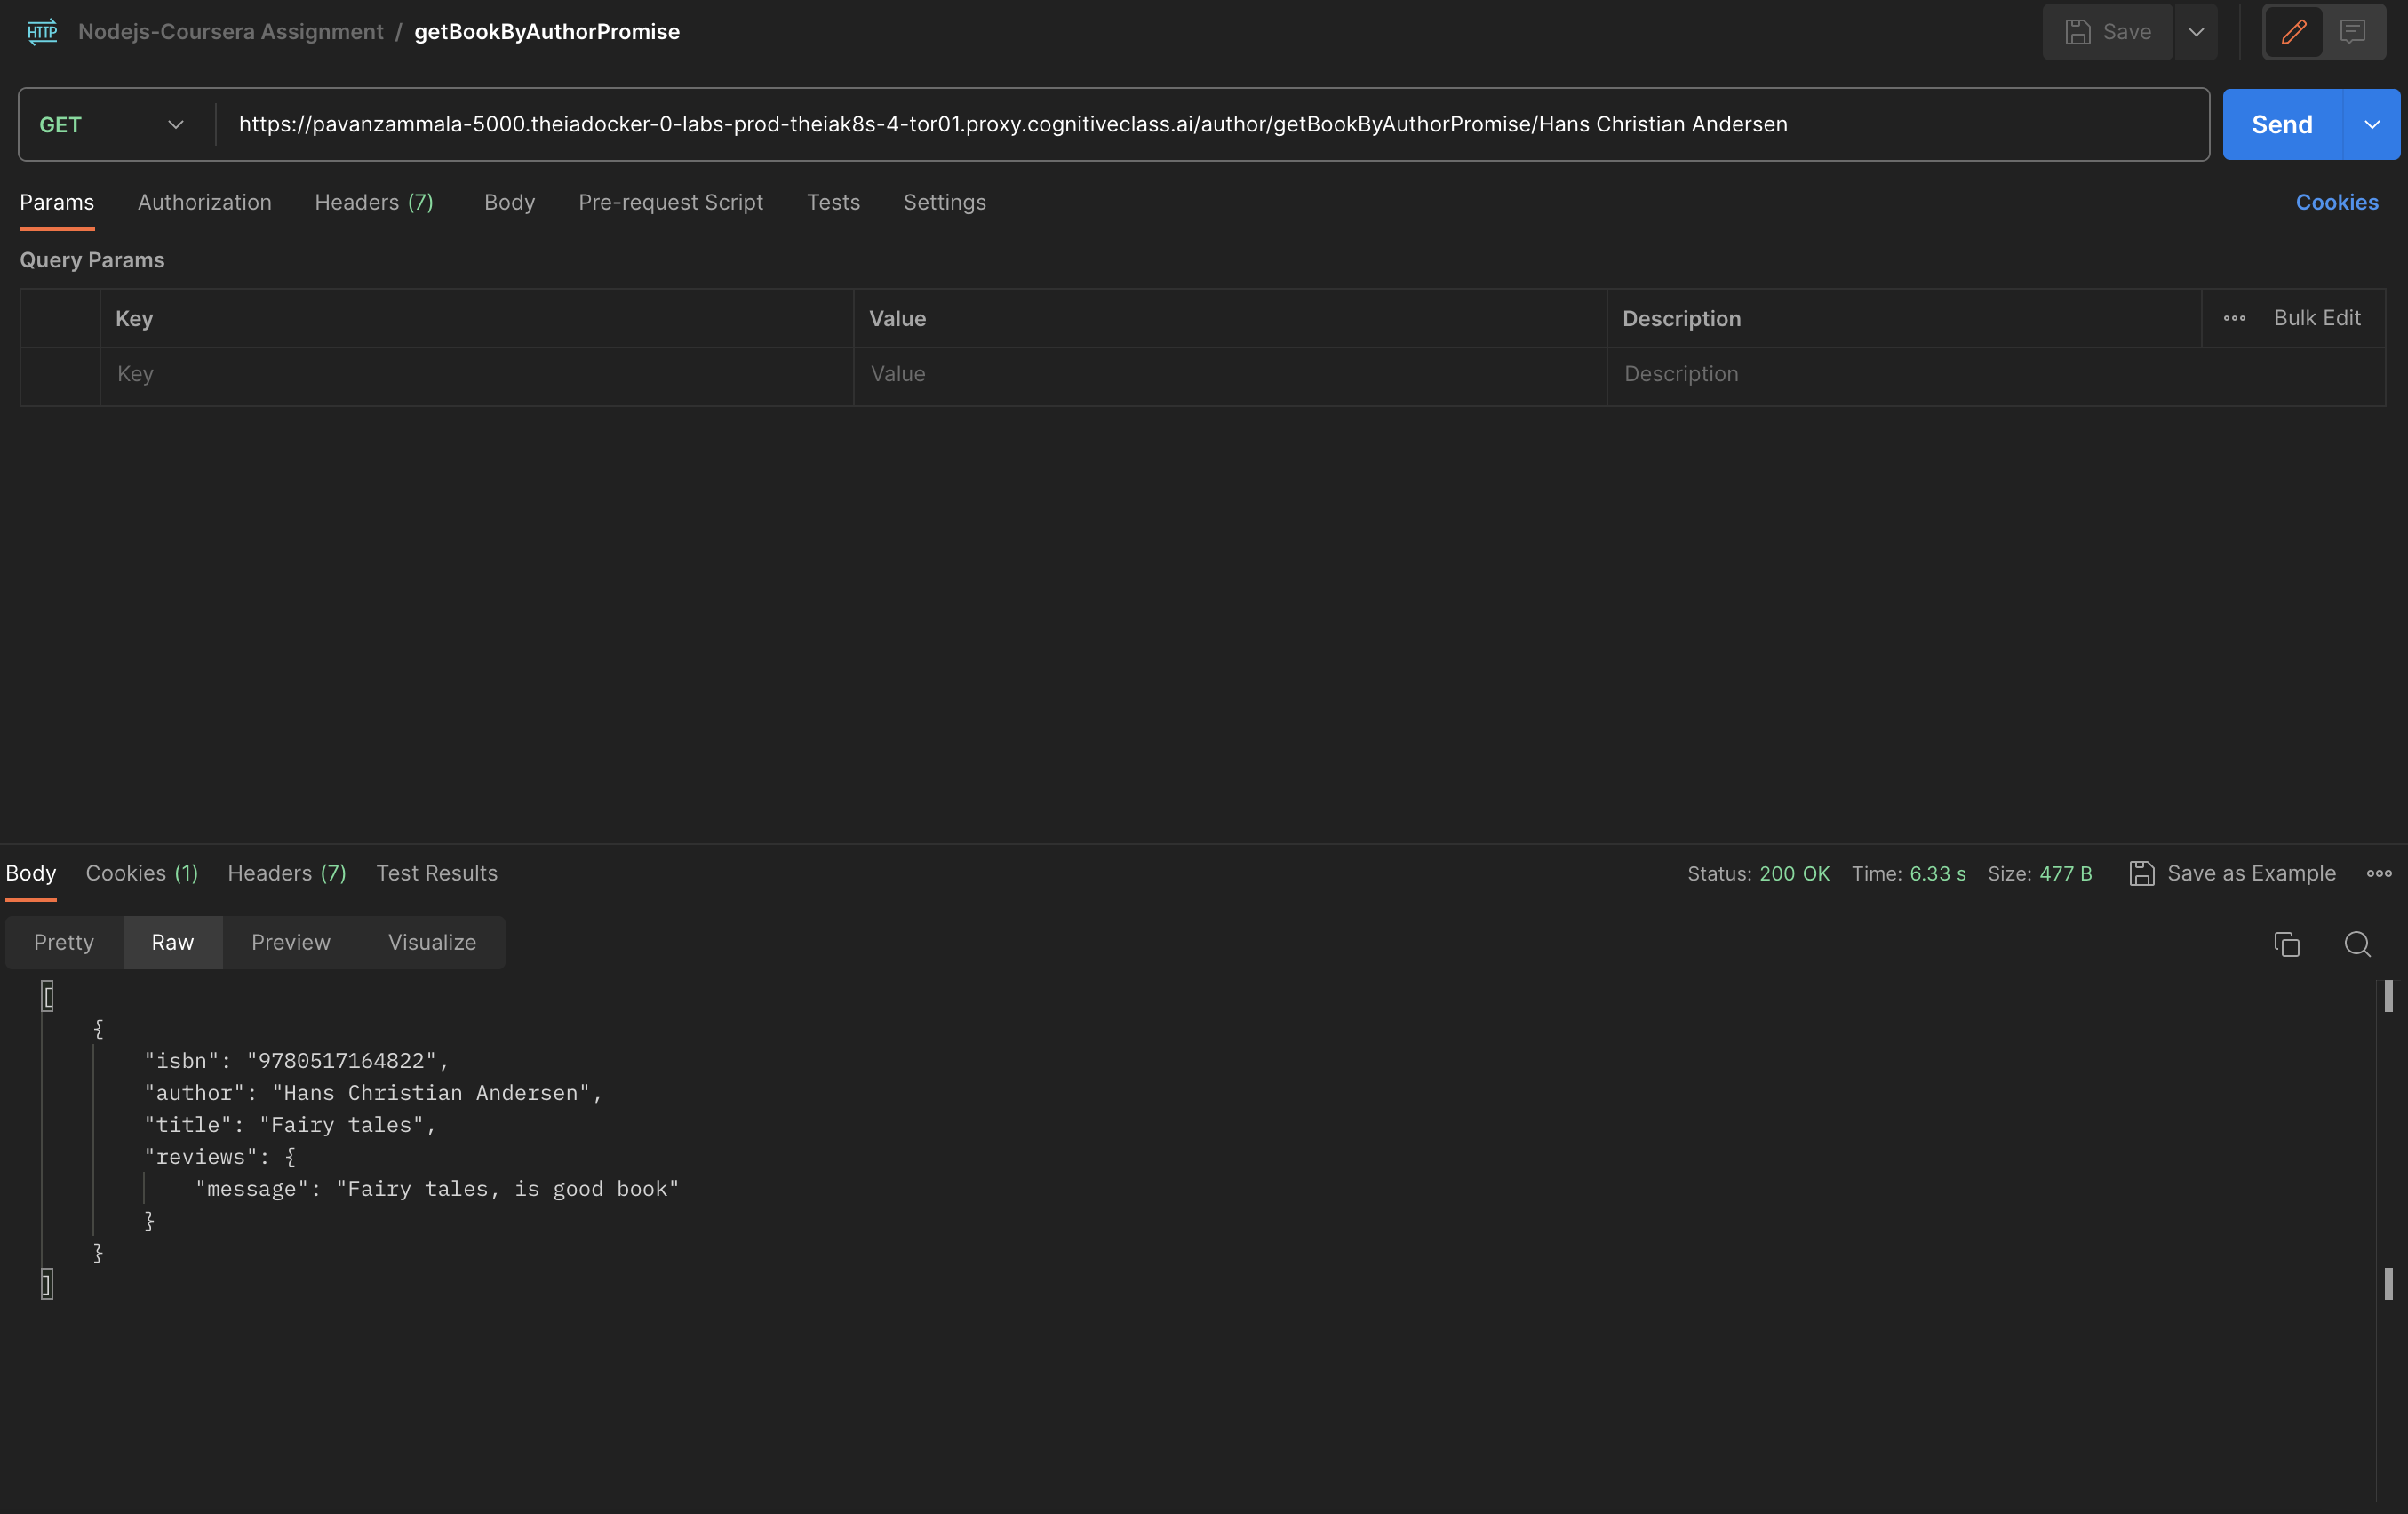 HTTP Nodejs-Coursera Assignment / getBookByAuthorPromise Save
GET https://pavanzammala-5000.theiadocker-0-labs-prod-theiak8s-4-tor01.proxy.cognitiveclass.ai/author/getBookByAuthorPromise/Hans Christian Andersen Send
Params Authorization Headers (7) Body Pre-request Script Tests Settings Cookies
Query Params
Key Value Description Bulk Edit
Key Value Description
Body Cookies (1) Headers (7) Test Results Status: 200 OK Time: 6.33 s Size: 477 B Save as Example
Pretty Raw Preview Visualize
[
{
"isbn": "9780517164822",
"author": "Hans Christian Andersen",
"title": "Fairy tales",
"reviews": {
"message": "Fairy tales, is good book"
}
}
]